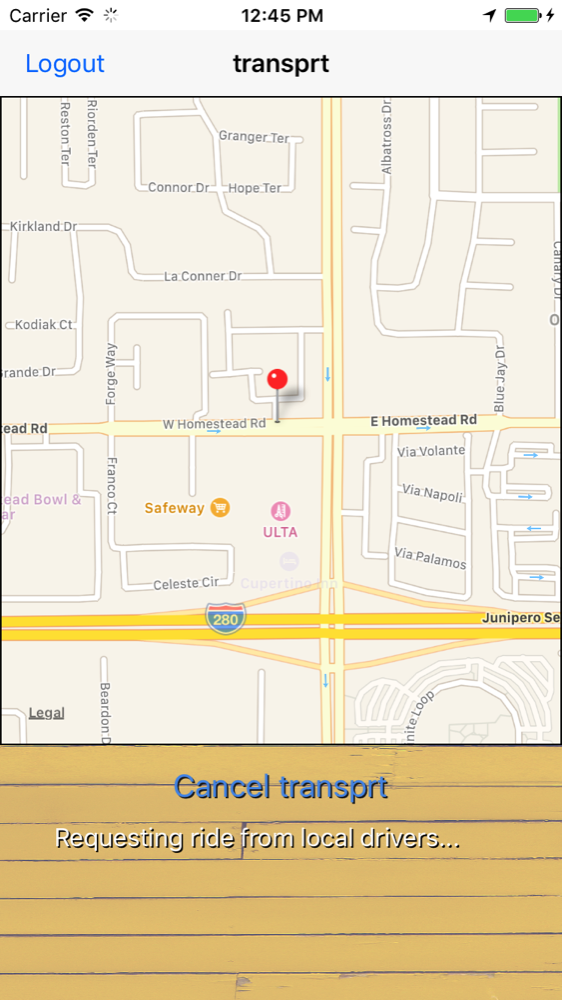 Carrier 12:45 PM
Logout transprt
Reston Ter
Riorden Ter
Granger Ter
Albatross Dr
Connor Dr Hope Ter
Kirkland Dr
Canary Dr
La Conner Dr
Kodiak Ct
O
rande Dr
Forge Way
Blue Jay Dr
tead Rd W Homestead Rd E Homestead Rd
Via Volante
Franco Ct
Via Napoli
ead Bowl &
ar
Safeway
ULTA
Via Palamos
Celeste Cir Cupertino Inn
280
Junipero Se
Beardon D
nite Loop
Legal
Cancel transprt
Requesting ride from local drivers...